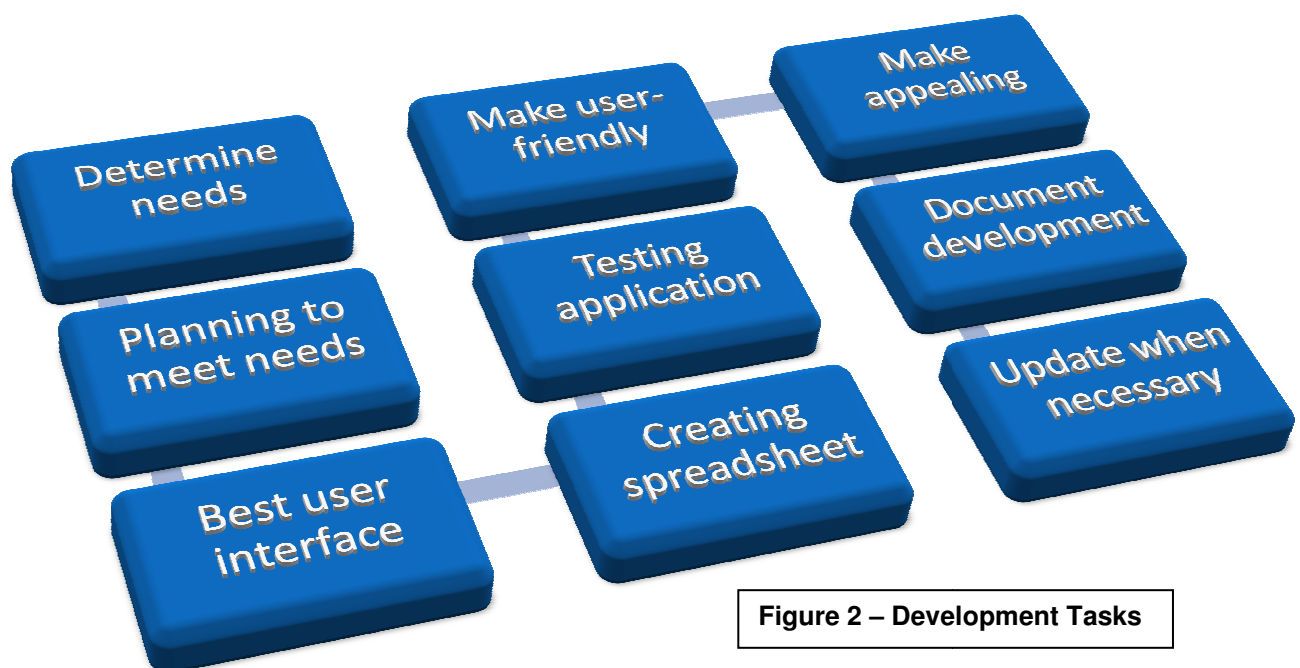 Determine
needs
Planning to
meet needs
Best user
interface
Creating
spreadsheet
Testing
application
Make user-
friendly
Make
appealing
Document
development
Update when
necessary
Figure 2 – Development Tasks